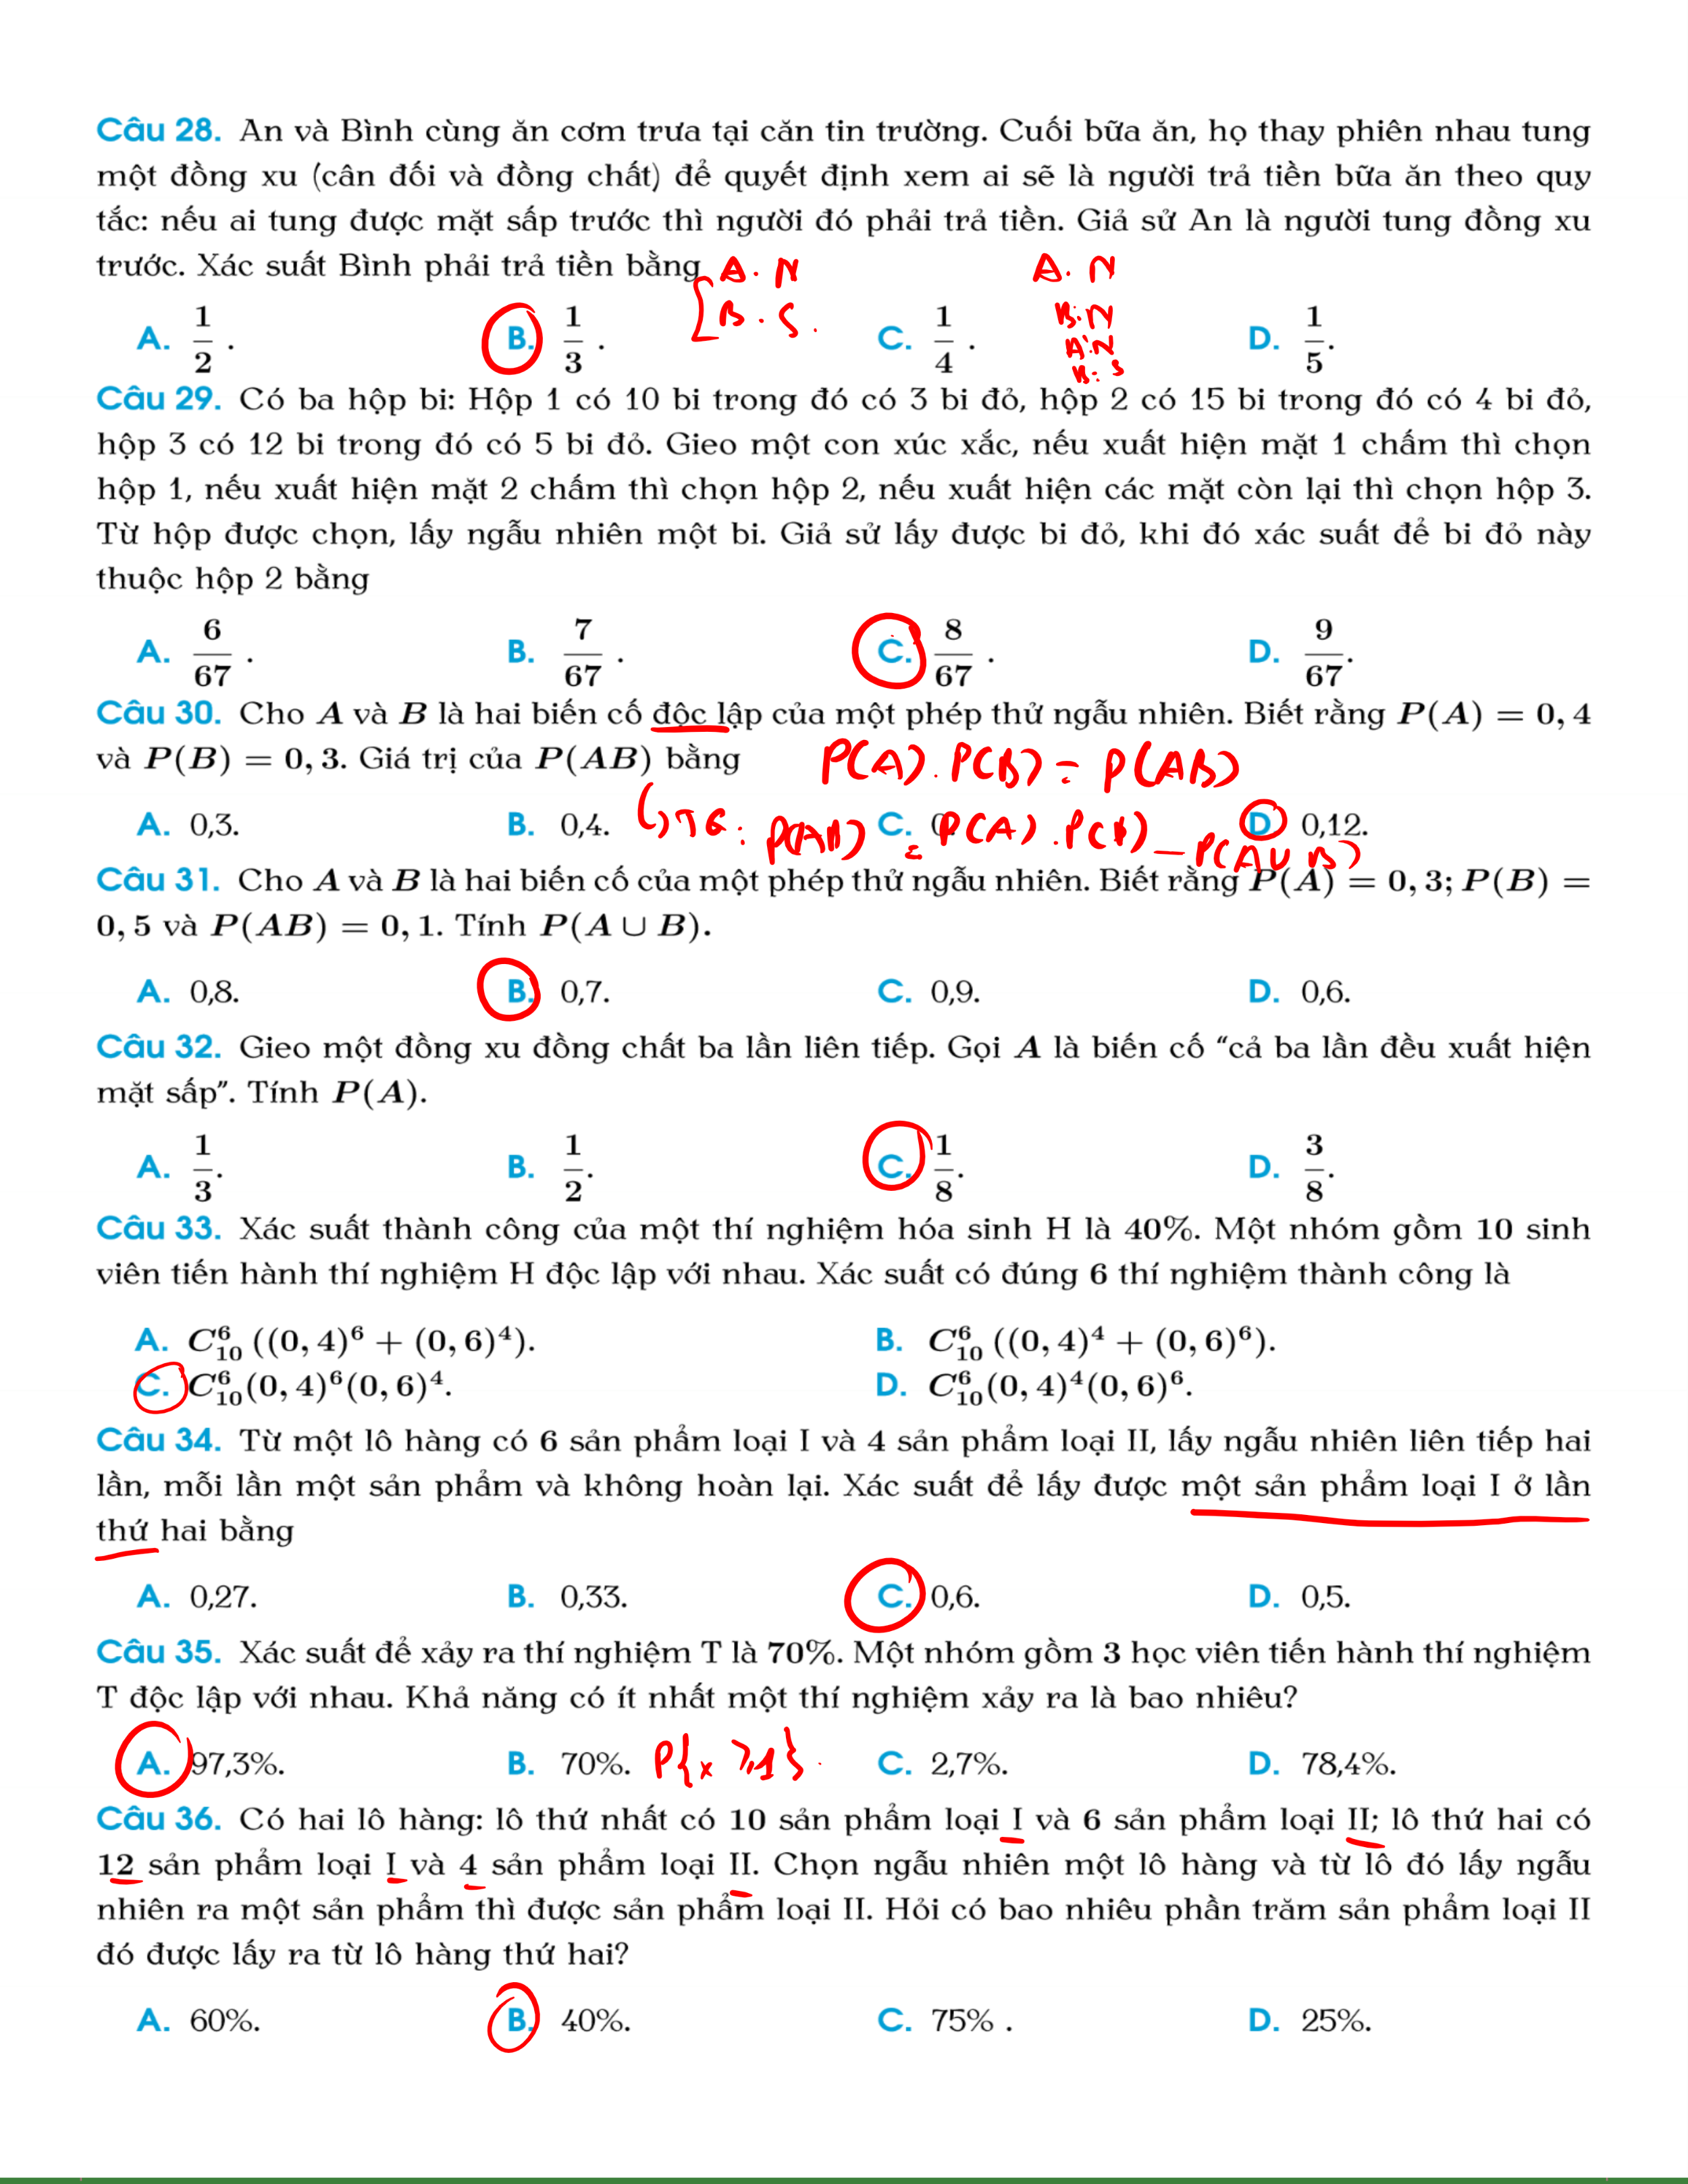 Câu 28. An và Bình cùng ăn cơm trưa tại căn tin trường. Cuối bữa ăn, họ thay phiên nhau tung
một đồng xu (cân đối và đồng chất) để quyết định xem ai sẽ là người trả tiền bữa ăn theo quy
tắc: nếu ai tung được mặt sấp trước thì người đó phải trả tiền. Giả sử An là người tung đồng xu
trước. Xác suất Bình phải trả tiền bằng
A. N
B. S.
A. N
B: N
A: N
B: S
A. 1/2 . B. 1/3 . C. 1/4 . D. 1/5.
Câu 29. Có ba hộp bi: Hộp 1 có 10 bi trong đó có 3 bi đỏ, hộp 2 có 15 bi trong đó có 4 bi đỏ,
hộp 3 có 12 bi trong đó có 5 bi đỏ. Gieo một con xúc xắc, nếu xuất hiện mặt 1 chấm thì chọn
hộp 1, nếu xuất hiện mặt 2 chấm thì chọn hộp 2, nếu xuất hiện các mặt còn lại thì chọn hộp 3.
Từ hộp được chọn, lấy ngẫu nhiên một bi. Giả sử lấy được bi đỏ, khi đó xác suất để bi đỏ này
thuộc hộp 2 bằng
A. 6/67 . B. 7/67 . C. 8/67 . D. 9/67.
Câu 30. Cho A và B là hai biến cố độc lập của một phép thử ngẫu nhiên. Biết rằng P(A) = 0, 4
và P(B) = 0, 3. Giá trị của P(AB) bằng
P(A). P(B) = P(AB)
A. 0,3. B. 0,4. C. D. 0,12.
TG: P(AB) = P(A).P(B) - P(A∪B)
Câu 31. Cho A và B là hai biến cố của một phép thử ngẫu nhiên. Biết rằng P(A) = 0, 3; P(B) =
0, 5 và P(AB) = 0, 1. Tính P(A ∪ B).
A. 0,8. B. 0,7. C. 0,9. D. 0,6.
Câu 32. Gieo một đồng xu đồng chất ba lần liên tiếp. Gọi A là biến cố “cả ba lần đều xuất hiện
mặt sấp”. Tính P(A).
A. 1/3. B. 1/2. C. 1/8. D. 3/8.
Câu 33. Xác suất thành công của một thí nghiệm hóa sinh H là 40%. Một nhóm gồm 10 sinh
viên tiến hành thí nghiệm H độc lập với nhau. Xác suất có đúng 6 thí nghiệm thành công là
A. C₁₀⁶ ((0, 4)⁶ + (0, 6)⁴). B. C₁₀⁶ ((0, 4)⁴ + (0, 6)⁶).
C. C₁₀⁶(0, 4)⁶(0, 6)⁴. D. C₁₀⁶(0, 4)⁴(0, 6)⁶.
Câu 34. Từ một lô hàng có 6 sản phẩm loại I và 4 sản phẩm loại II, lấy ngẫu nhiên liên tiếp hai
lần, mỗi lần một sản phẩm và không hoàn lại. Xác suất để lấy được một sản phẩm loại I ở lần
thứ hai bằng
A. 0,27. B. 0,33. C. 0,6. D. 0,5.
Câu 35. Xác suất để xảy ra thí nghiệm T là 70%. Một nhóm gồm 3 học viên tiến hành thí nghiệm
T độc lập với nhau. Khả năng có ít nhất một thí nghiệm xảy ra là bao nhiêu?
A. 97,3%. B. 70%. P{x ⩾1}. C. 2,7%. D. 78,4%.
Câu 36. Có hai lô hàng: lô thứ nhất có 10 sản phẩm loại I và 6 sản phẩm loại II; lô thứ hai có
12 sản phẩm loại I và 4 sản phẩm loại II. Chọn ngẫu nhiên một lô hàng và từ lô đó lấy ngẫu
nhiên ra một sản phẩm thì được sản phẩm loại II. Hỏi có bao nhiêu phần trăm sản phẩm loại II
đó được lấy ra từ lô hàng thứ hai?
A. 60%. B. 40%. C. 75% . D. 25%.